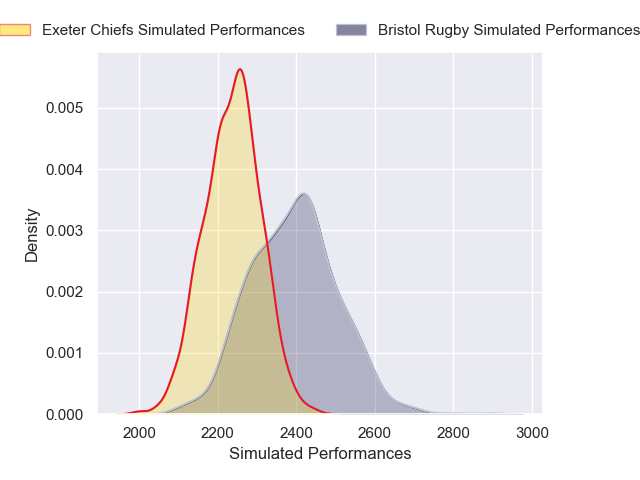 Exeter Chiefs Simulated Performances
Bristol Rugby Simulated Performances
0.005
0.004
0.003
0.002
0.001
0.000
Density
2000 2200 2400 2600 2800 3000
Simulated Performances